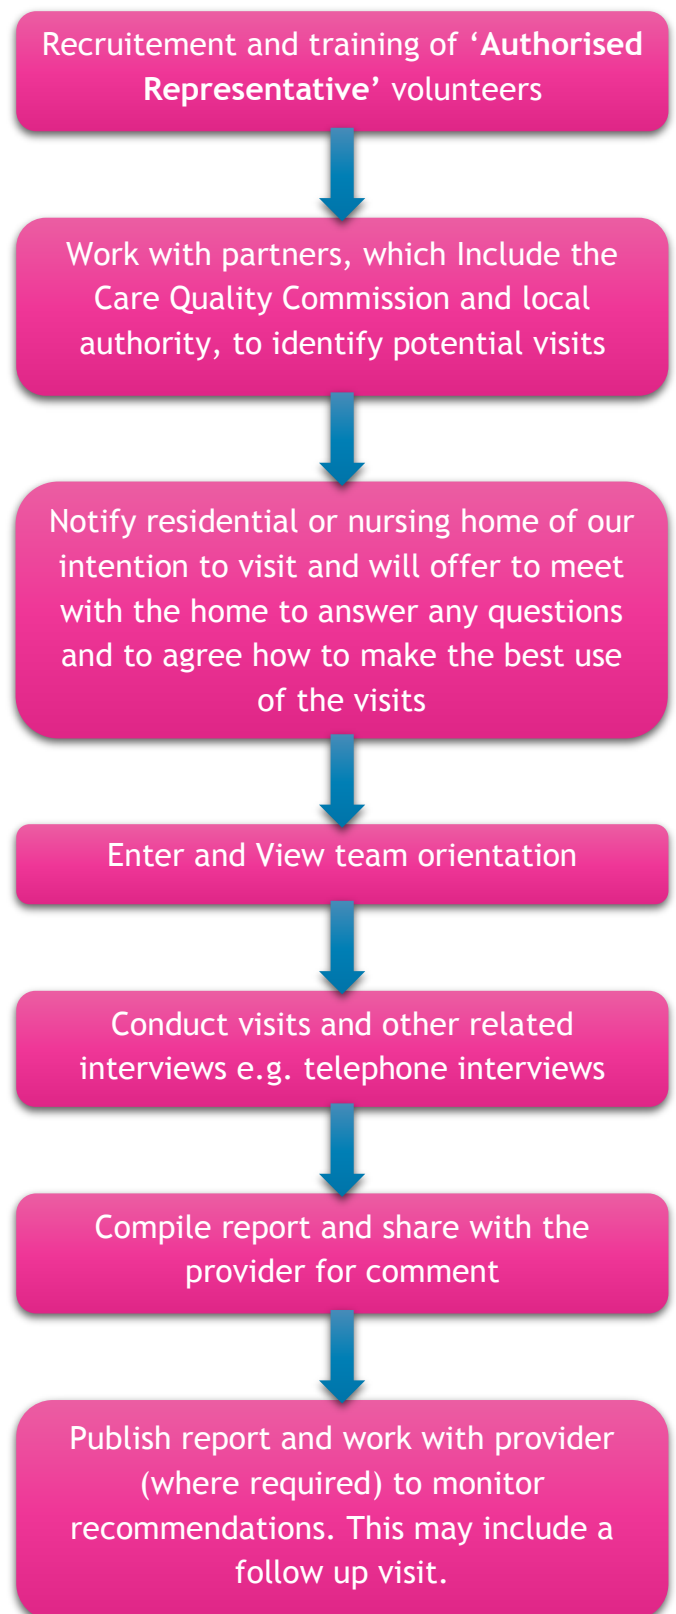 Recruitement and training of ‘Authorised
Representative’ volunteers
Work with partners, which Include the
Care Quality Commission and local
authority, to identify potential visits
Notify residential or nursing home of our
intention to visit and will offer to meet
with the home to answer any questions
and to agree how to make the best use
of the visits
Enter and View team orientation
Conduct visits and other related
interviews e.g. telephone interviews
Compile report and share with the
provider for comment
Publish report and work with provider
(where required) to monitor
recommendations. This may include a
follow up visit.